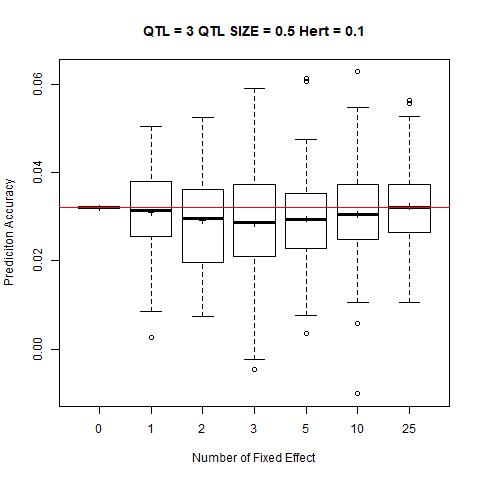 QTL = 3 QTL SIZE = 0.5 Hert = 0.1
0.06
0.04
0.02
0.00
Prediciton Accuracy
0 1 2 3 5 10 25
Number of Fixed Effect